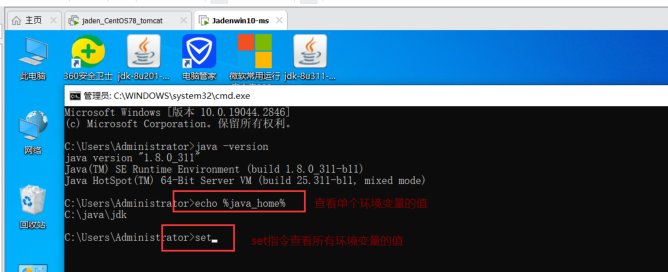 主页
jaden_CentOS78_tomcat
Jadenwin10-ms
此电脑
360安全卫士
jdk-8u201-...
电脑管家
微软常用运行
jdk-8u311-...
网络
回收站
管理员: C:\WINDOWS\system32\cmd.exe
Microsoft Windows [版本 10.0.19044.2846]
(c) Microsoft Corporation。保留所有权利。
C:\Users\Administrator>java -version
java version "1.8.0_311"
Java(TM) SE Runtime Environment (build 1.8.0_311-b11)
Java HotSpot(TM) 64-Bit Server VM (build 25.311-b11, mixed mode)
C:\Users\Administrator>echo %java_home% 查看单个环境变量的值
C:\java\jdk
C:\Users\Administrator>set set指令查看所有环境变量的值